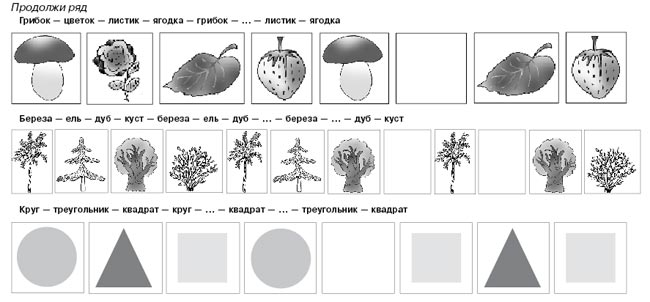 Продолжи ряд
Грибок — цветок — листик — ягодка — грибок — ... — листик — ягодка
Береза — ель — дуб — куст — береза — ель — дуб — ... — береза — ... — дуб — куст
Круг — треугольник — квадрат — круг — ... — квадрат — ... — треугольник — квадрат